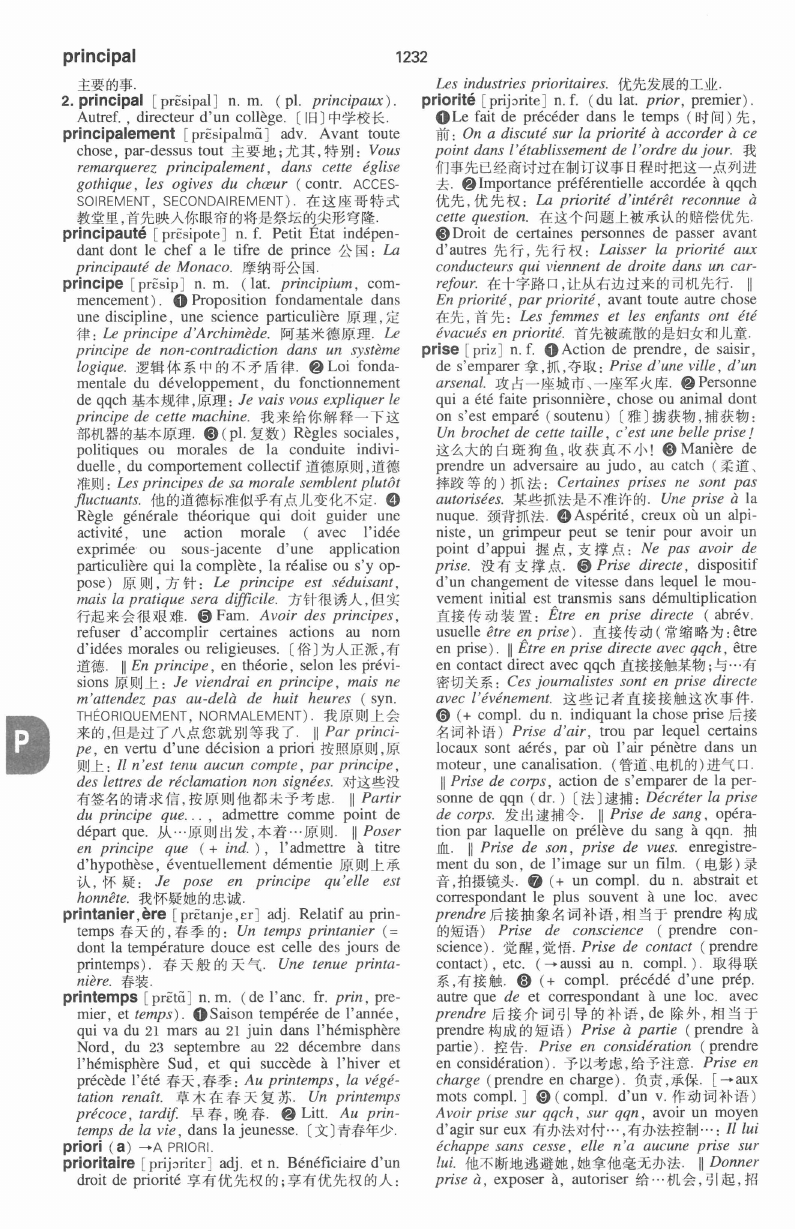 principal
1232
主要的事.
2. principal [prɛ̃sipal] n. m. (pl. principaux).
Autref., directeur d'un collège. [旧]中学校长.
principalement [prɛ̃sipalmɑ̃] adv. Avant toute
chose, par-dessus tout 主要地;尤其,特别: Vous
remarquerez principalement, dans cette église
gothique, les ogives du chœur (contr. ACCES-
SOIREMENT, SECONDAIREMENT). 在这座哥特式
教堂里,首先映入你眼帘的将是祭坛的尖形穹隆.
principauté [prɛ̃sipote] n. f. Petit État indépen-
dant dont le chef a le tifre de prince 公国: La
principauté de Monaco. 摩纳哥公国.
principe [prɛ̃sip] n. m. (lat. principium, com-
mencement). ❶ Proposition fondamentale dans
une discipline, une science particulière 原理,定
律: Le principe d'Archimède. 阿基米德原理. Le
principe de non-contradiction dans un système
logique. 逻辑体系中的不矛盾律. ❷ Loi fonda-
mentale du développement, du fonctionnement
de qqch 基本规律,原理: Je vais vous expliquer le
principe de cette machine. 我来给你解释一下这
部机器的基本原理. ❸ (pl. 复数) Règles sociales,
politiques ou morales de la conduite indivi-
duelle, du comportement collectif 道德原则,道德
准则: Les principes de sa morale semblent plutôt
fluctuants. 他的道德标准似乎有点儿变化不定. ❹
Règle générale théorique qui doit guider une
activité, une action morale ( avec l'idée
exprimée ou sous-jacente d'une application
particulière qui la complète, la réalise ou s'y op-
pose) 原则,方针: Le principe est séduisant,
mais la pratique sera difficile. 方针很诱人,但实
行起来会很艰难. ❺ Fam. Avoir des principes,
refuser d'accomplir certaines actions au nom
d'idées morales ou religieuses. [俗]为人正派,有
道德. ‖ En principe, en théorie, selon les prévi-
sions 原则上: Je viendrai en principe, mais ne
m'attendez pas au-delà de huit heures (syn.
THÉORIQUEMENT, NORMALEMENT). 我原则上会
来的,但是过了八点您就别等我了. ‖ Par princi-
pe, en vertu d'une décision a priori 按照原则,原
则上: Il n'est tenu aucun compte, par principe,
des lettres de réclamation non signées. 对这些没
有签名的请求信,按原则他都未予考虑. ‖ Partir
du principe que..., admettre comme point de
départ que. 从…原则出发,本着…原则. ‖ Poser
en principe que (+ ind.), l'admettre à titre
d'hypothèse, éventuellement démentie 原则上承
认,怀疑: Je pose en principe qu'elle est
honnête. 我怀疑她的忠诚.
printanier,ère [prɛ̃tanje,ɛr] adj. Relatif au prin-
temps 春天的,春季的: Un temps printanier (=
dont la température douce est celle des jours de
printemps). 春天般的天气. Une tenue printa-
nière. 春装.
printemps [prɛ̃tɑ̃] n. m. (de l'anc. fr. prin, pre-
mier, et temps). ❶Saison tempérée de l'année,
qui va du 21 mars au 21 juin dans l'hémisphère
Nord, du 23 septembre au 22 décembre dans
l'hémisphère Sud, et qui succède à l'hiver et
précède l'été 春天,春季: Au printemps, la végé-
tation renaît. 草木在春天复苏. Un printemps
précoce, tardif. 早春,晚春. ❷ Litt. Au prin-
temps de la vie, dans la jeunesse. [文]青春年少.
priori (a) →A PRIORI.
prioritaire [prijɔritɛr] adj. et n. Bénéficiaire d'un
droit de priorité 享有优先权的;享有优先权的人:
Les industries prioritaires. 优先发展的工业.
priorité [prijɔrite] n. f. (du lat. prior, premier).
❶Le fait de précéder dans le temps (时间)先,
前: On a discuté sur la priorité à accorder à ce
point dans l'établissement de l'ordre du jour. 我
们事先已经商讨过在制订议事日程时把这一点列进
去. ❷Importance préférentielle accordée à qqch
优先,优先权: La priorité d'intérêt reconnue à
cette question. 在这个问题上被承认的赔偿优先.
❸Droit de certaines personnes de passer avant
d'autres 先行,先行权: Laisser la priorité aux
conducteurs qui viennent de droite dans un car-
refour. 在十字路口,让从右边过来的司机先行. ‖
En priorité, par priorité, avant toute autre chose
在先,首先: Les femmes et les enfants ont été
évacués en priorité. 首先被疏散的是妇女和儿童.
prise [priz] n. f. ❶Action de prendre, de saisir,
de s'emparer 拿,抓,夺取: Prise d'une ville, d'un
arsenal. 攻占一座城市、一座军火库. ❷Personne
qui a été faite prisonnière, chose ou animal dont
on s'est emparé (soutenu) [雅]掳获物,捕获物:
Un brochet de cette taille, c'est une belle prise!
这么大的白斑狗鱼,收获真不小! ❸ Manière de
prendre un adversaire au judo, au catch (柔道、
摔跤等的)抓法: Certaines prises ne sont pas
autorisées. 某些抓法是不准许的. Une prise à la
nuque. 颈背抓法. ❹Aspérité, creux où un alpi-
niste, un grimpeur peut se tenir pour avoir un
point d'appui 握点,支撑点: Ne pas avoir de
prise. 没有支撑点. ❺ Prise directe, dispositif
d'un changement de vitesse dans lequel le mou-
vement initial est transmis sans démultiplication
直接传动装置: Être en prise directe (abrév.
usuelle être en prise). 直接传动(常缩略为:être
en prise). ‖ Être en prise directe avec qqch, être
en contact direct avec qqch 直接接触某物;与…有
密切关系: Ces journalistes sont en prise directe
avec l'événement. 这些记者直接接触这次事件.
❻ (+ compl. du n. indiquant la chose prise 后接
名词补语) Prise d'air, trou par lequel certains
locaux sont aérés, par où l'air pénètre dans un
moteur, une canalisation. (管道、电机的)进气口.
‖ Prise de corps, action de s'emparer de la per-
sonne de qqn (dr.) [法]逮捕: Décréter la prise
de corps. 发出逮捕令. ‖ Prise de sang, opéra-
tion par laquelle on prélève du sang à qqn. 抽
血. ‖ Prise de son, prise de vues. enregistre-
ment du son, de l'image sur un film. (电影)录
音,拍摄镜头. ❼ (+ un compl. du n. abstrait et
correspondant le plus souvent à une loc. avec
prendre 后接抽象名词补语,相当于 prendre 构成
的短语) Prise de conscience (prendre con-
science). 觉醒,觉悟. Prise de contact (prendre
contact), etc. (→aussi au n. compl.). 取得联
系,有接触. ❽ (+ compl. précédé d'une prép.
autre que de et correspondant à une loc. avec
prendre 后接介词引导的补语,de 除外,相当于
prendre 构成的短语) Prise à partie (prendre à
partie). 控告. Prise en considération (prendre
en considération). 予以考虑,给予注意. Prise en
charge (prendre en charge). 负责,承保. [→aux
mots compl.] ❾(compl. d'un v. 作动词补语)
Avoir prise sur qqch, sur qqn, avoir un moyen
d'agir sur eux 有办法对付…,有办法控制…: Il lui
échappe sans cesse, elle n'a aucune prise sur
lui. 他不断地逃避她,她拿他毫无办法. ‖ Donner
prise à, exposer à, autoriser 给…机会,引起,招
P